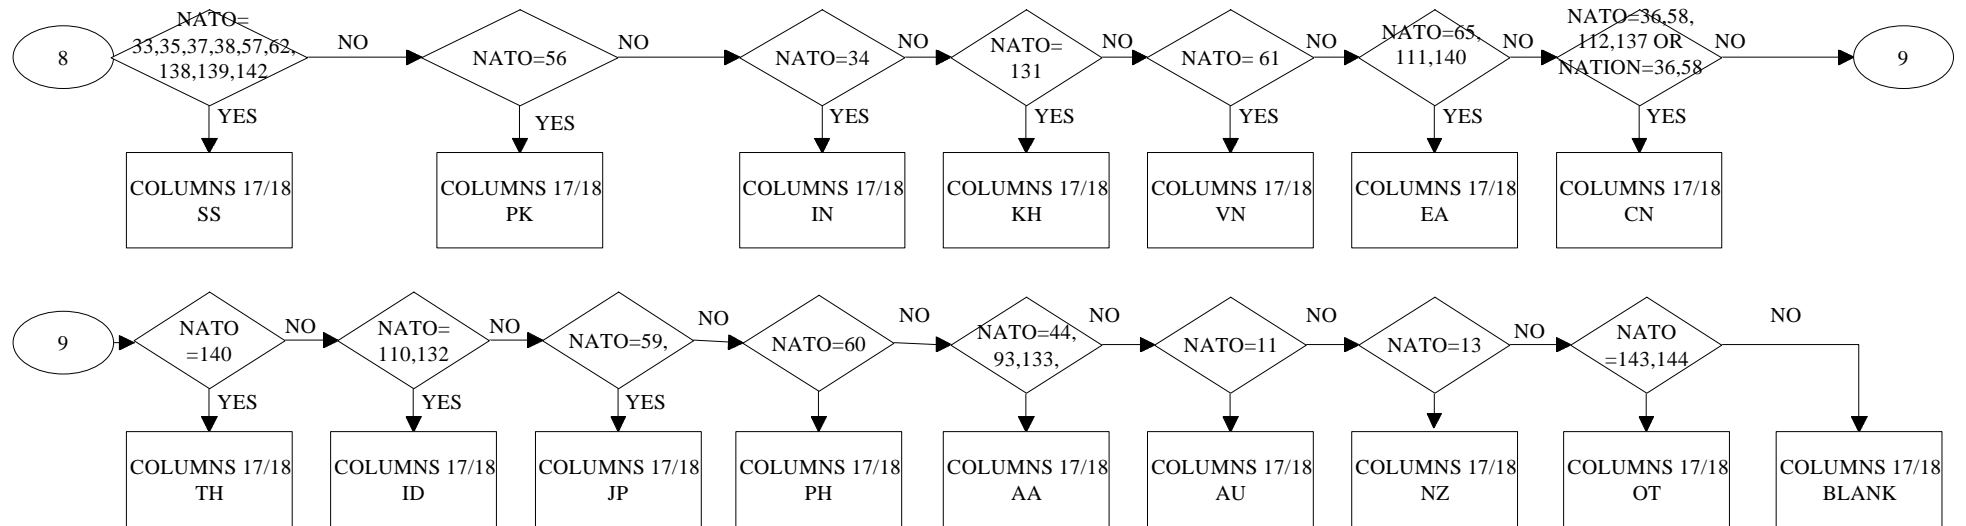 8
NATO=
33,35,37,38,57,62,
138,139,142
NO
NATO=56
NO
NATO=34
NO
NATO=
131
NO
NATO= 61
NO
NATO=65,
111,140
NO
NATO=36,58,
112,137 OR
NATION=36,58
NO
9
YES
YES
YES
YES
YES
YES
YES
COLUMNS 17/18
SS
COLUMNS 17/18
PK
COLUMNS 17/18
IN
COLUMNS 17/18
KH
COLUMNS 17/18
VN
COLUMNS 17/18
EA
COLUMNS 17/18
CN
9
NATO
=140
NO
NATO=
110,132
NO
NATO=59,
NO
NATO=60
NO
NATO=44,
93,133,
NO
NATO=11
NO
NATO=13
NO
NATO
=143,144
NO
YES
YES
YES
COLUMNS 17/18
TH
COLUMNS 17/18
ID
COLUMNS 17/18
JP
COLUMNS 17/18
PH
COLUMNS 17/18
AA
COLUMNS 17/18
AU
COLUMNS 17/18
NZ
COLUMNS 17/18
OT
COLUMNS 17/18
BLANK